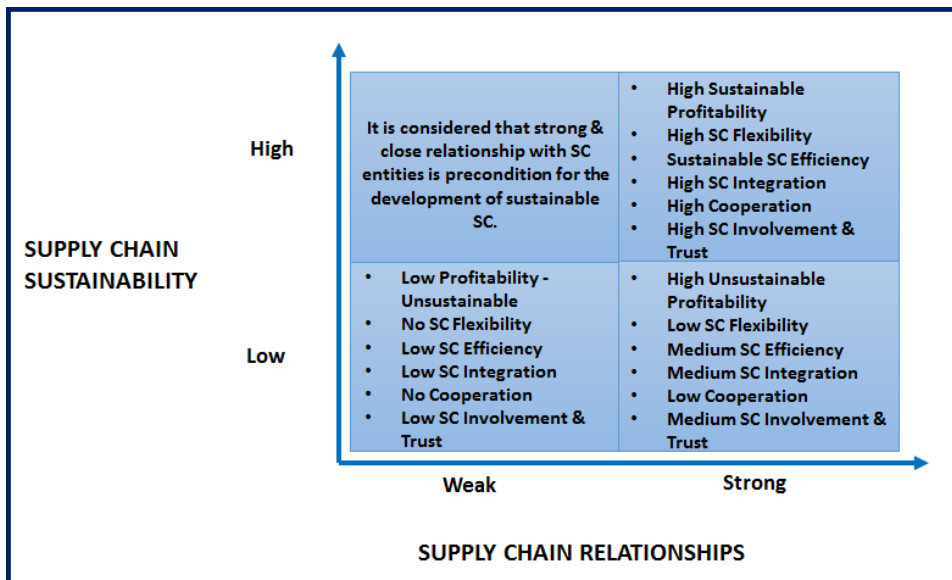 High
It is considered that strong &
close relationship with SC
entities is precondition for the
development of sustainable
SC.
• High Sustainable
Profitability
• High SC Flexibility
• Sustainable SC Efficiency
• High SC Integration
• High Cooperation
• High SC Involvement &
Trust
SUPPLY CHAIN
SUSTAINABILITY
Low
• Low Profitability -
Unsustainable
• No SC Flexibility
• Low SC Efficiency
• Low SC Integration
• No Cooperation
• Low SC Involvement &
Trust
• High Unsustainable
Profitability
• Low SC Flexibility
• Medium SC Efficiency
• Medium SC Integration
• Low Cooperation
• Medium SC Involvement &
Trust
Weak
Strong
SUPPLY CHAIN RELATIONSHIPS